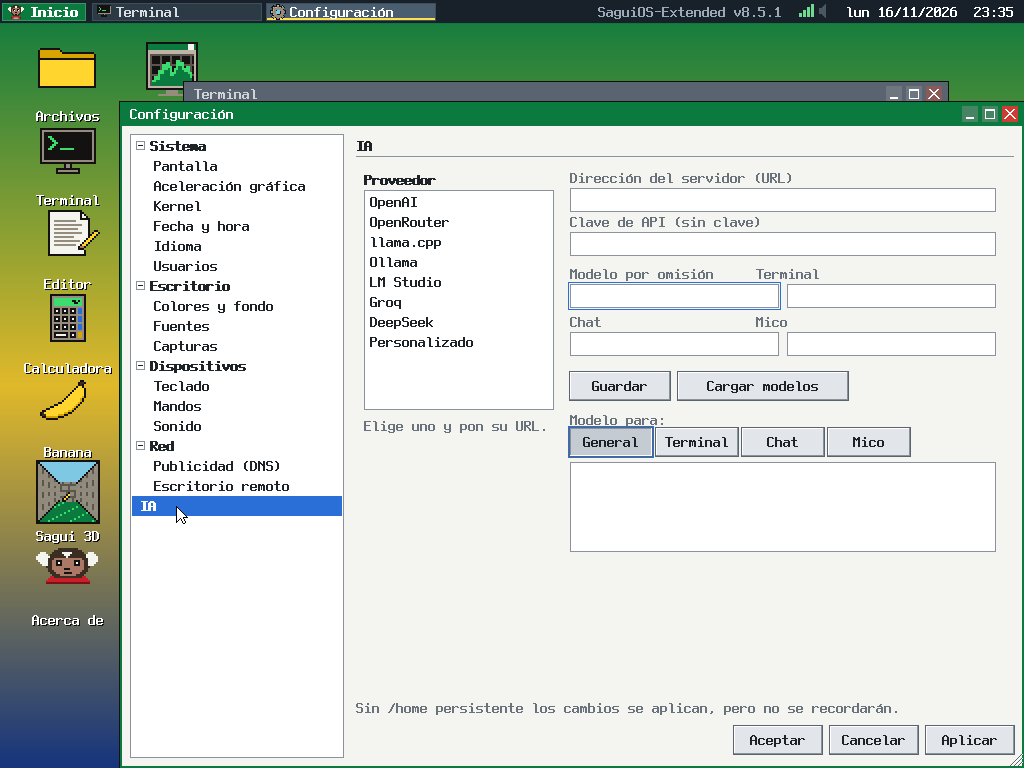 Inicio
Terminal
Configuración
SaguiOS-Extended v8.5.1
lun 16/11/2026
23:35
Archivos
Terminal
Editor
Calculadora
Banana
Sagui 3D
Acerca de
Terminal
Configuración
Sistema
Pantalla
Aceleración gráfica
Kernel
Fecha y hora
Idioma
Usuarios
Escritorio
Colores y fondo
Fuentes
Capturas
Dispositivos
Teclado
Mandos
Sonido
Red
Publicidad (DNS)
Escritorio remoto
IA
IA
Proveedor
OpenAI
OpenRouter
llama.cpp
Ollama
LM Studio
Groq
DeepSeek
Personalizado
Elige uno y pon su URL.
Dirección del servidor (URL)
Clave de API (sin clave)
Modelo por omisión
Terminal
Chat
Mico
Guardar
Cargar modelos
Modelo para:
General
Terminal
Chat
Mico
Sin /home persistente los cambios se aplican, pero no se recordarán.
Aceptar
Cancelar
Aplicar